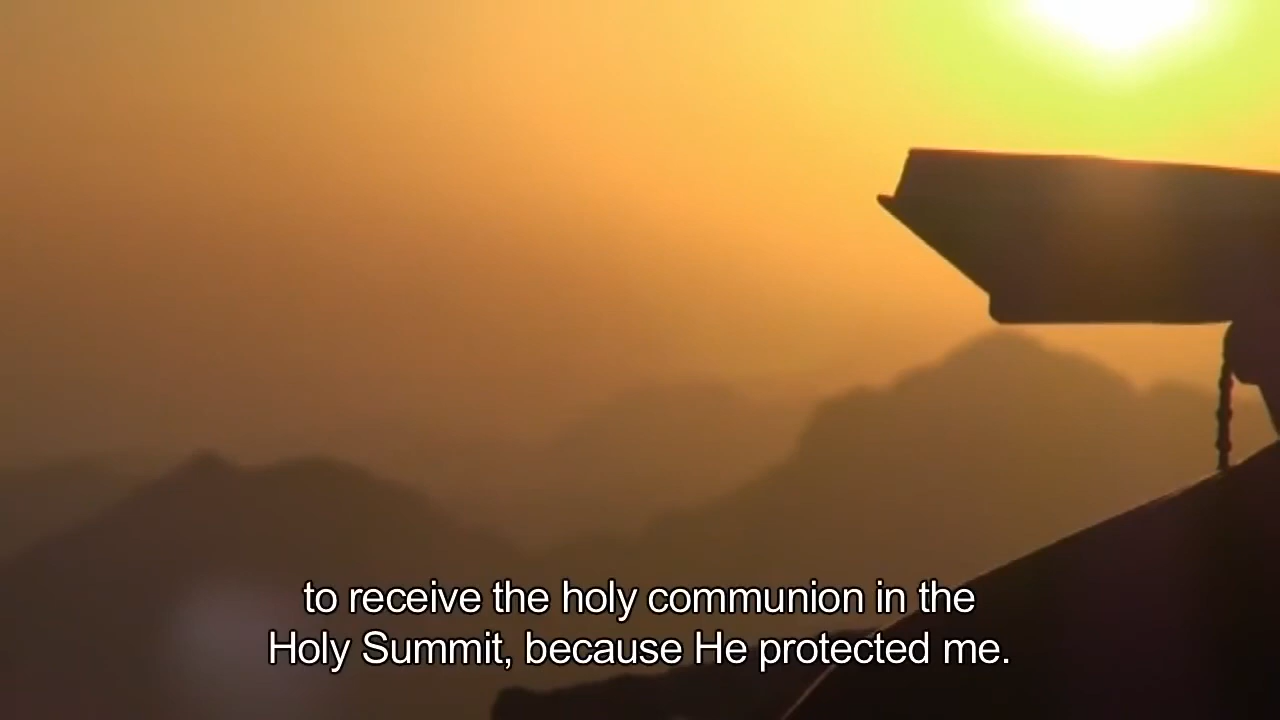 to receive the holy communion in the
Holy Summit, because He protected me.